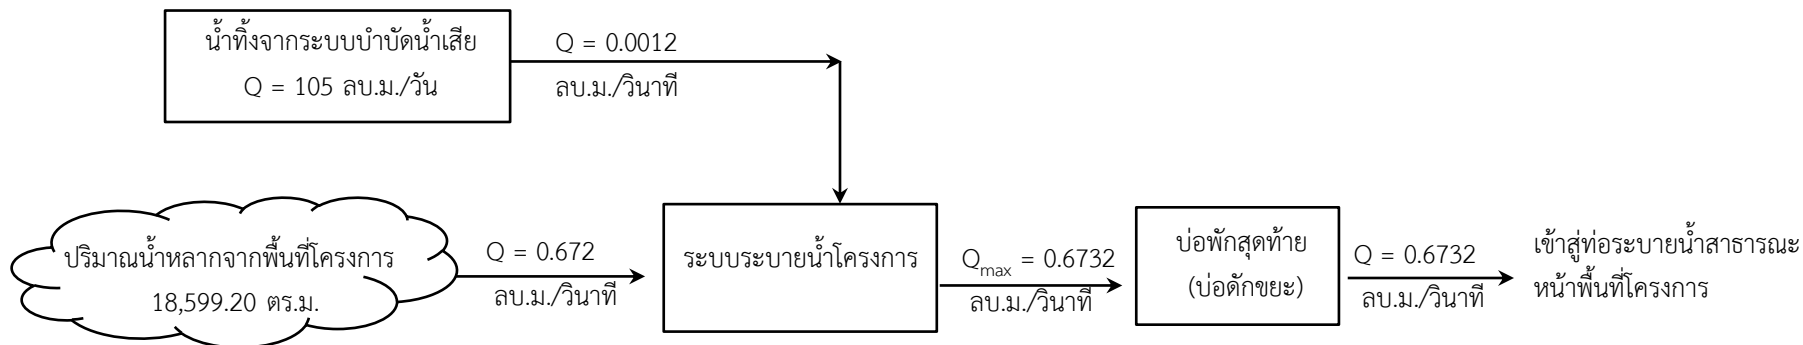 น้ำทิ้งจากระบบบำบัดน้ำเสีย
Q = 105 ลบ.ม./วัน
Q = 0.0012
ลบ.ม./วินาที
ปริมาณน้ำหลากจากพื้นที่โครงการ
18,599.20 ตร.ม.
Q = 0.672
ลบ.ม./วินาที
ระบบระบายน้ำโครงการ
Qmax = 0.6732
ลบ.ม./วินาที
บ่อพักสุดท้าย
(บ่อดักขยะ)
Q = 0.6732
ลบ.ม./วินาที
เข้าสู่ท่อระบายน้ำสาธารณะ
หน้าพื้นที่โครงการ